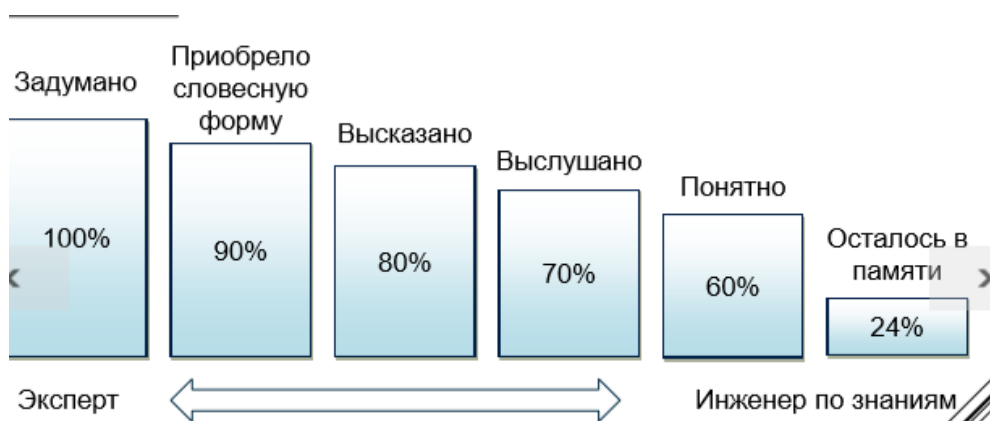 Задумано
Приобрело
словесную
форму
Высказано
Выслушано
Понятно
Осталось в
памяти
100%
90%
80%
70%
60%
24%
Эксперт
Инженер по знаниям